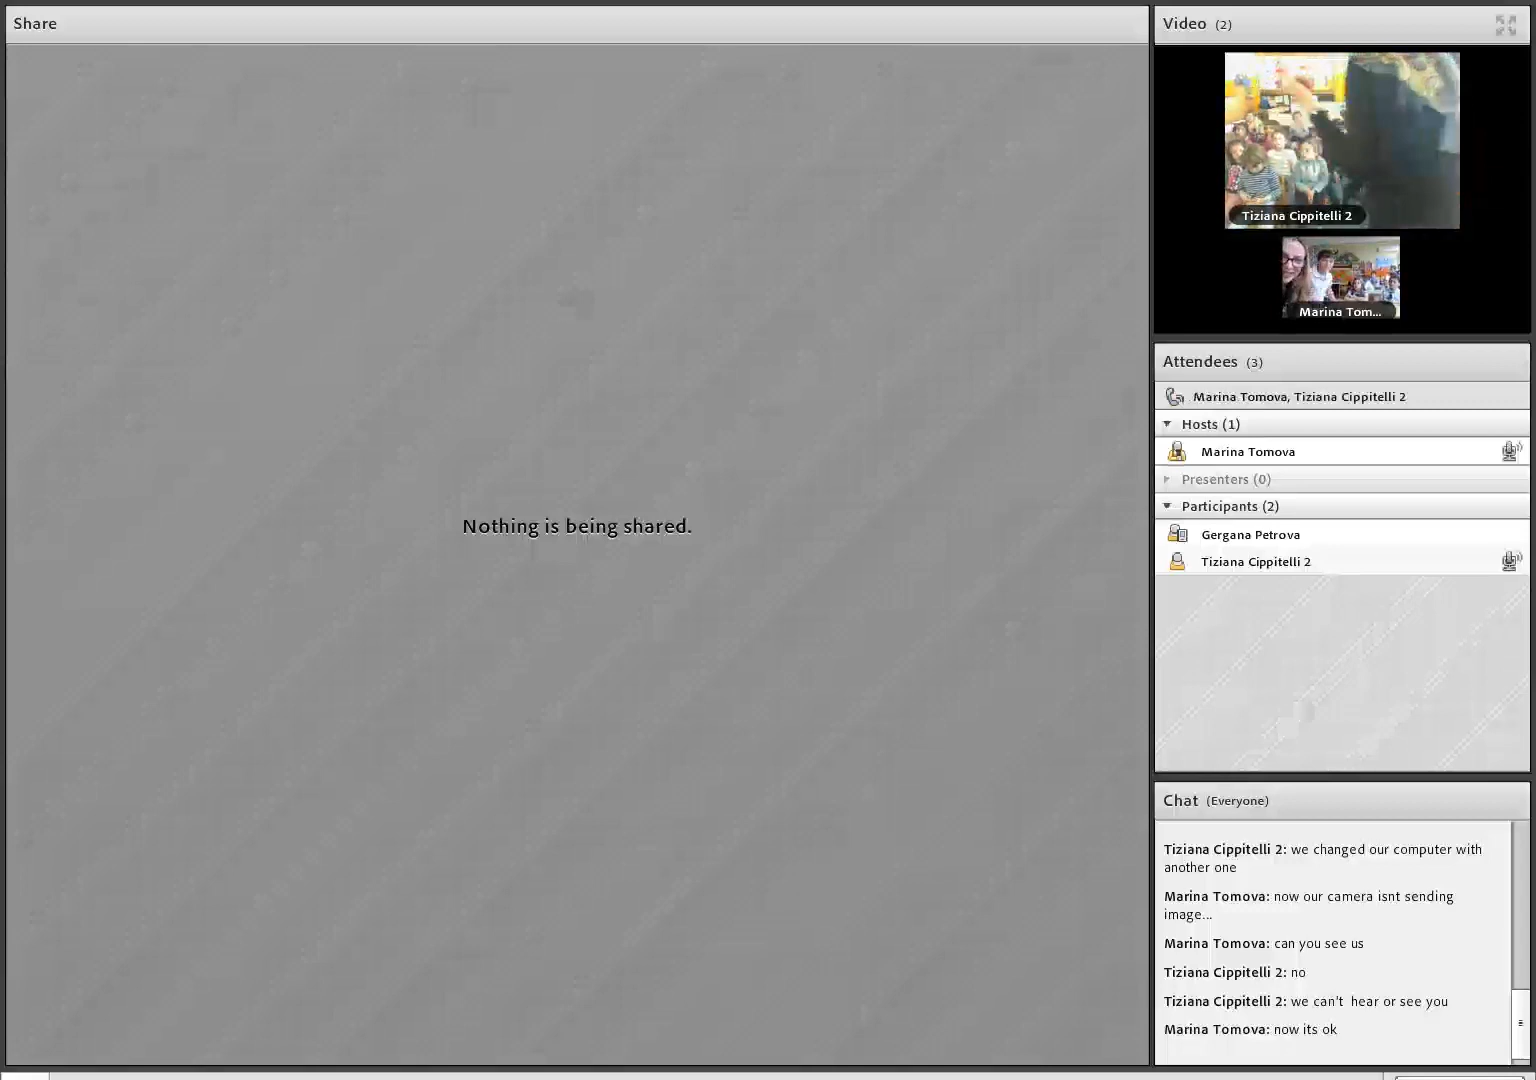 Share
Nothing is being shared.
Video (2)
Tiziana Cippitelli 2
Marina Tom...
Attendees (3)
Marina Tomova, Tiziana Cippitelli 2
Hosts (1)
Marina Tomova
Presenters (0)
Participants (2)
Gergana Petrova
Tiziana Cippitelli 2
Chat (Everyone)
Tiziana Cippitelli 2: we changed our computer with
another one
Marina Tomova: now our camera isnt sending
image...
Marina Tomova: can you see us
Tiziana Cippitelli 2: no
Tiziana Cippitelli 2: we can't hear or see you
Marina Tomova: now its ok